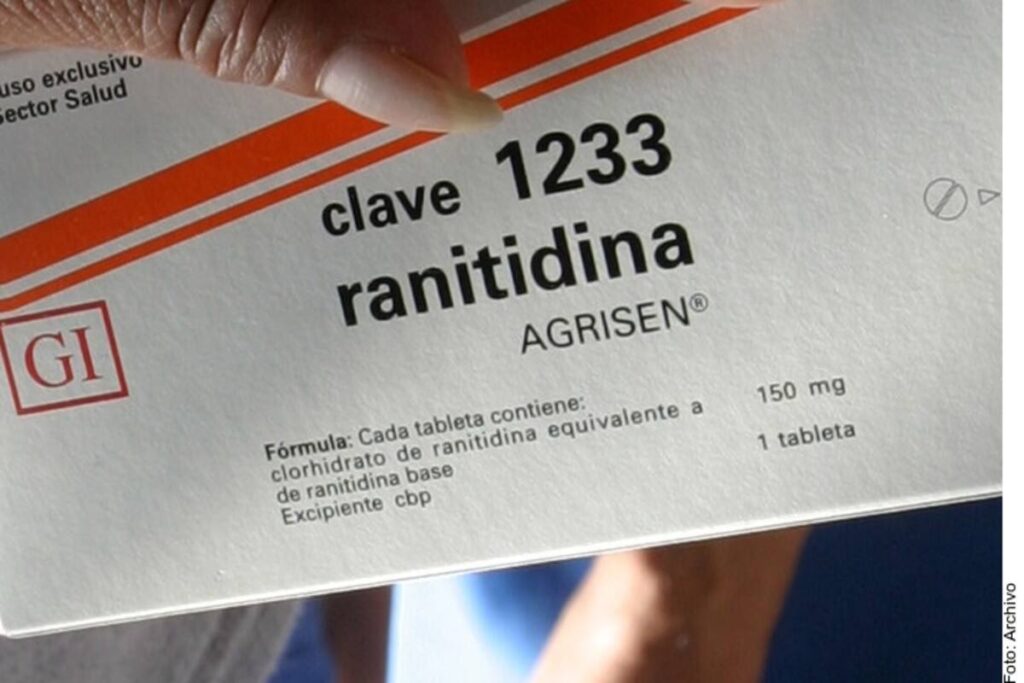 uso exclusivo
Sector Salud
clave 1233
ranitidina
AGRISEN®
GI
Fórmula: Cada tableta contiene:
clorhidrato de ranitidina equivalente a 150 mg
de ranitidina base
Excipiente cbp 1 tableta
Foto: Archivo